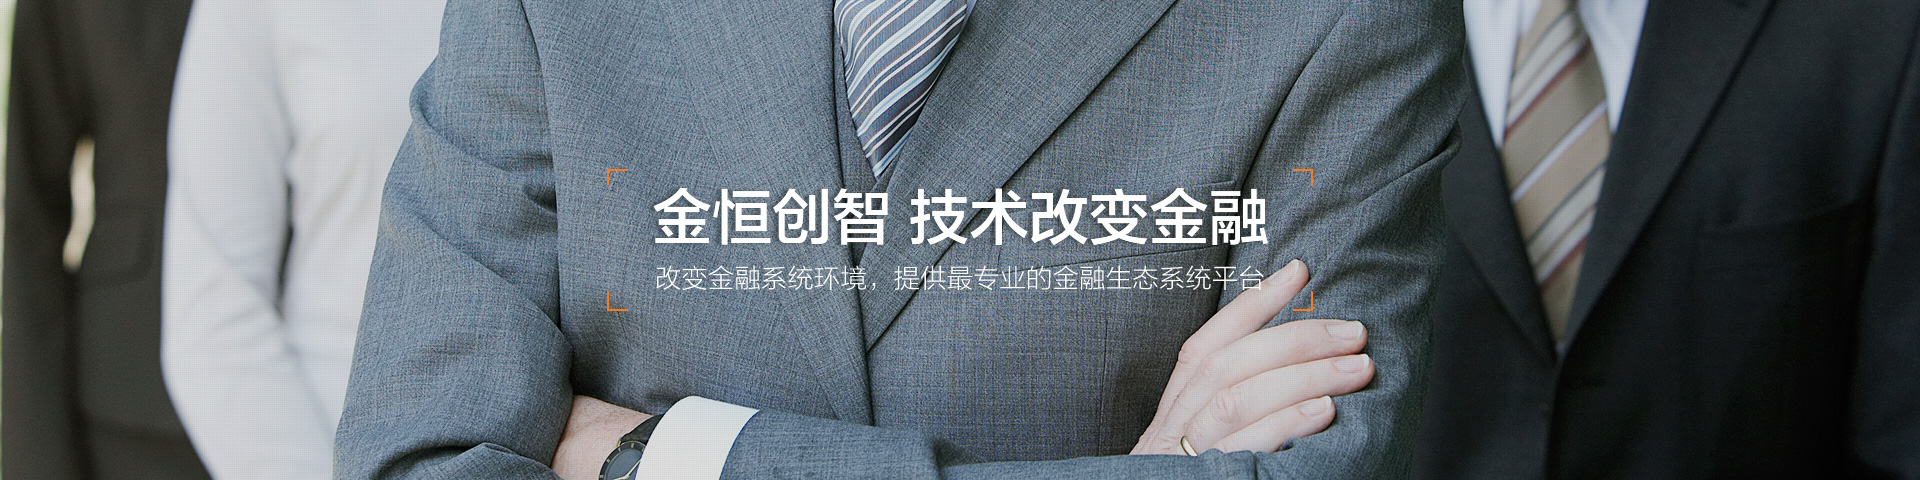 金恒创智 技术改变金融
改变金融系统环境，提供最专业的金融生态系统平台